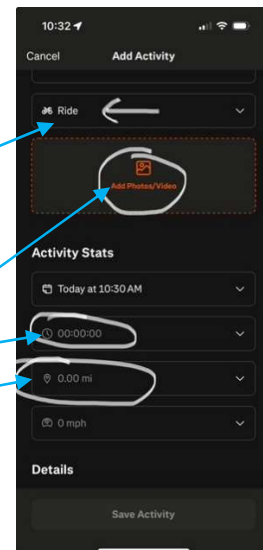 10:32
Cancel Add Activity
Ride
Add Photos/Video
Activity Stats
Today at 10:30 AM
00:00:00
0.00 mi
0 mph
Details
Save Activity